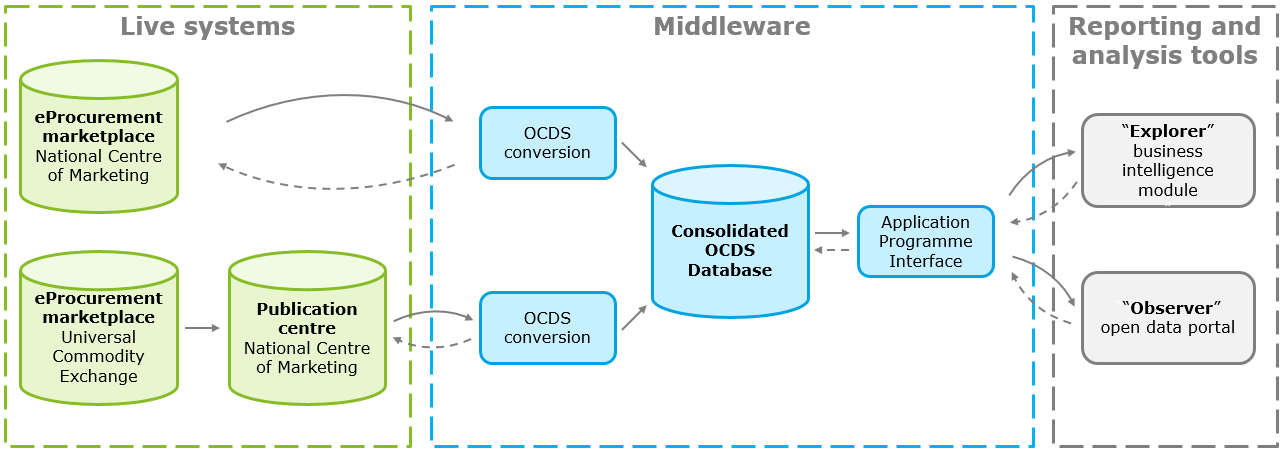 Live systems
eProcurement
marketplace
National Centre
of Marketing
eProcurement
marketplace
Universal
Commodity
Exchange
Publication
centre
National Centre
of Marketing
Middleware
OCDS
conversion
OCDS
conversion
Consolidated
OCDS
Database
Application
Programme
Interface
Reporting and
analysis tools
“Explorer”
business
intelligence
module
“Observer”
open data portal